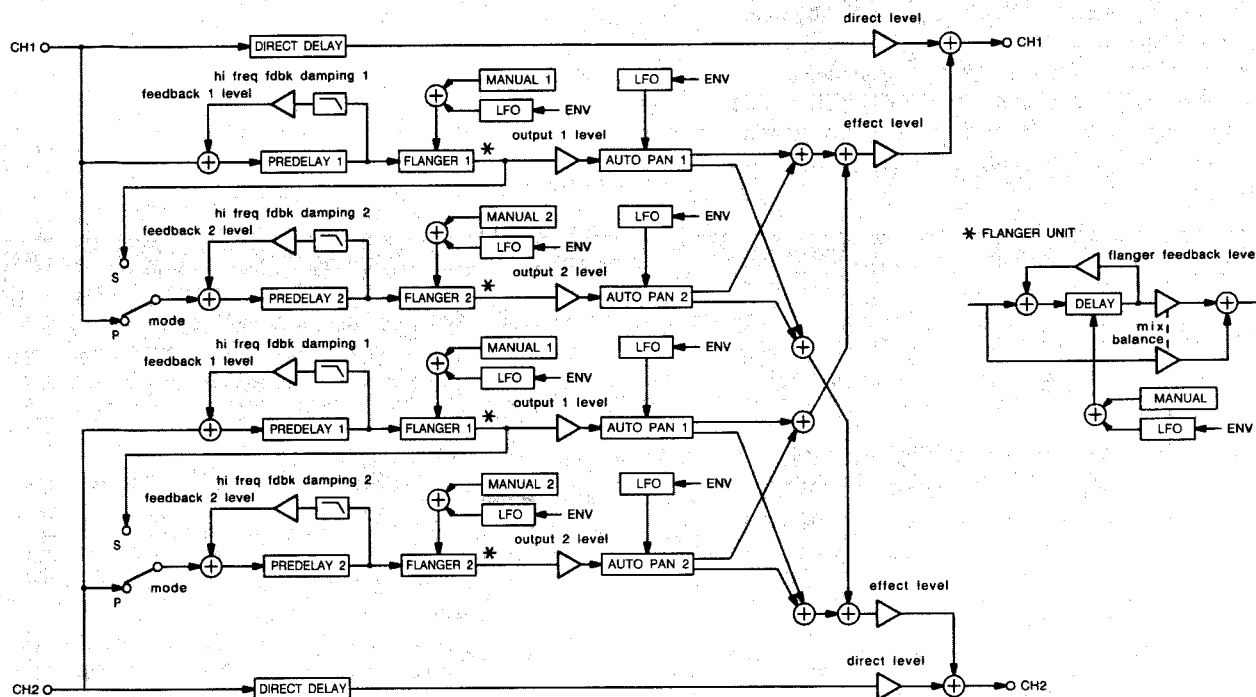 direct level
CH1
DIRECT DELAY
CH1
hi freq fdbk damping 1
feedback 1 level
MANUAL 1
LFO
ENV
LFO
ENV
output 1 level
effect level
PREDELAY 1
FLANGER 1
*
AUTO PAN 1
hi freq fdbk damping 2
feedback 2 level
MANUAL 2
LFO
ENV
LFO
ENV
S
output 2 level
PREDELAY 2
FLANGER 2
*
AUTO PAN 2
P
mode
* FLANGER UNIT
flanger feedback leve
DELAY
mix
balance
MANUAL
LFO
ENV
hi freq fdbk damping 1
feedback 1 level
MANUAL 1
LFO
ENV
LFO
ENV
output 1 level
PREDELAY 1
FLANGER 1
*
AUTO PAN 1
hi freq fdbk damping 2
feedback 2 level
MANUAL 2
LFO
ENV
LFO
ENV
S
output 2 level
PREDELAY 2
FLANGER 2
*
AUTO PAN 2
P
mode
effect level
direct level
CH2
DIRECT DELAY
CH2